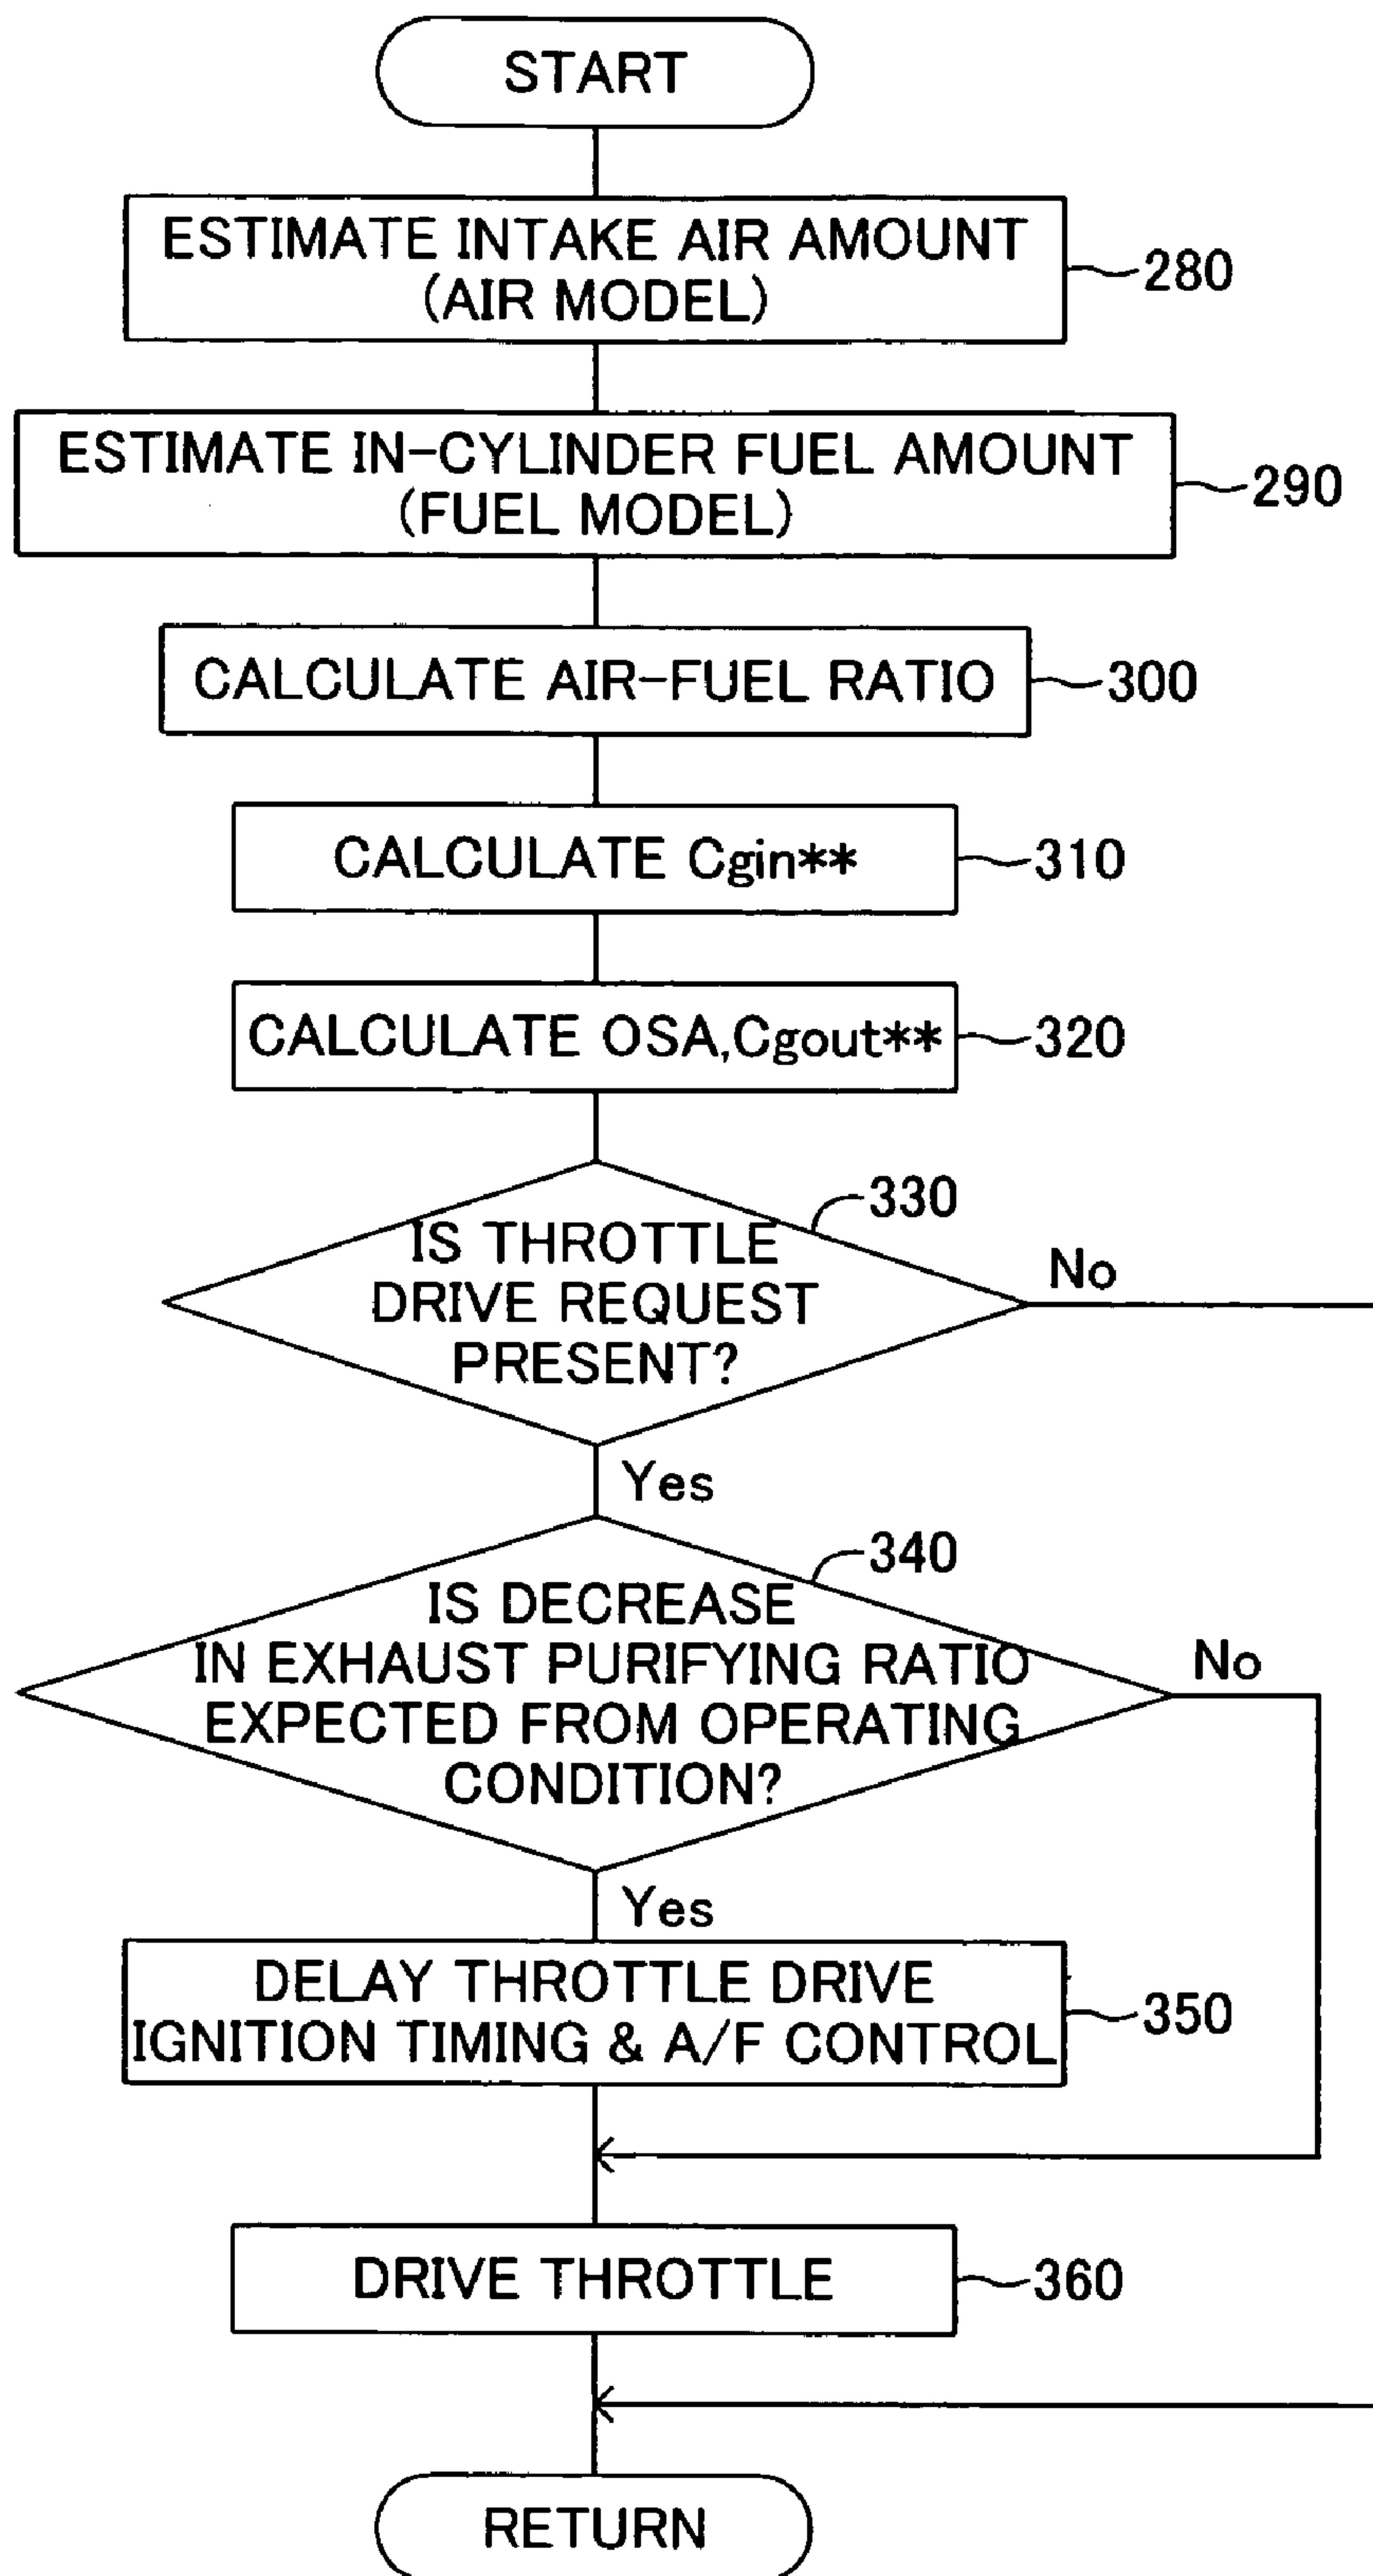 START
ESTIMATE INTAKE AIR AMOUNT
(AIR MODEL)
280
ESTIMATE IN-CYLINDER FUEL AMOUNT
(FUEL MODEL)
290
CALCULATE AIR-FUEL RATIO
300
CALCULATE Cgin**
310
CALCULATE OSA,Cgout**
320
330
IS THROTTLE
DRIVE REQUEST
PRESENT?
No
Yes
340
IS DECREASE
IN EXHAUST PURIFYING RATIO
EXPECTED FROM OPERATING
CONDITION?
No
Yes
DELAY THROTTLE DRIVE
IGNITION TIMING & A/F CONTROL
350
DRIVE THROTTLE
360
RETURN